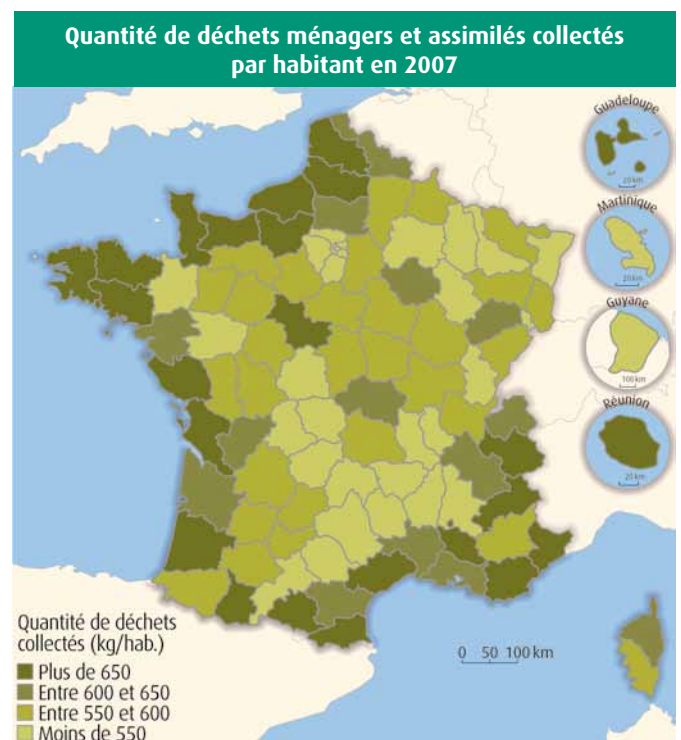 Quantité de déchets ménagers et assimilés collectés
par habitant en 2007
Guadeloupe
20 km
Martinique
20 km
Guyane
100 km
Réunion
20 km
Quantité de déchets
collectés (kg/hab.)
Plus de 650
Entre 600 et 650
Entre 550 et 600
Moins de 550
0 50 100 km